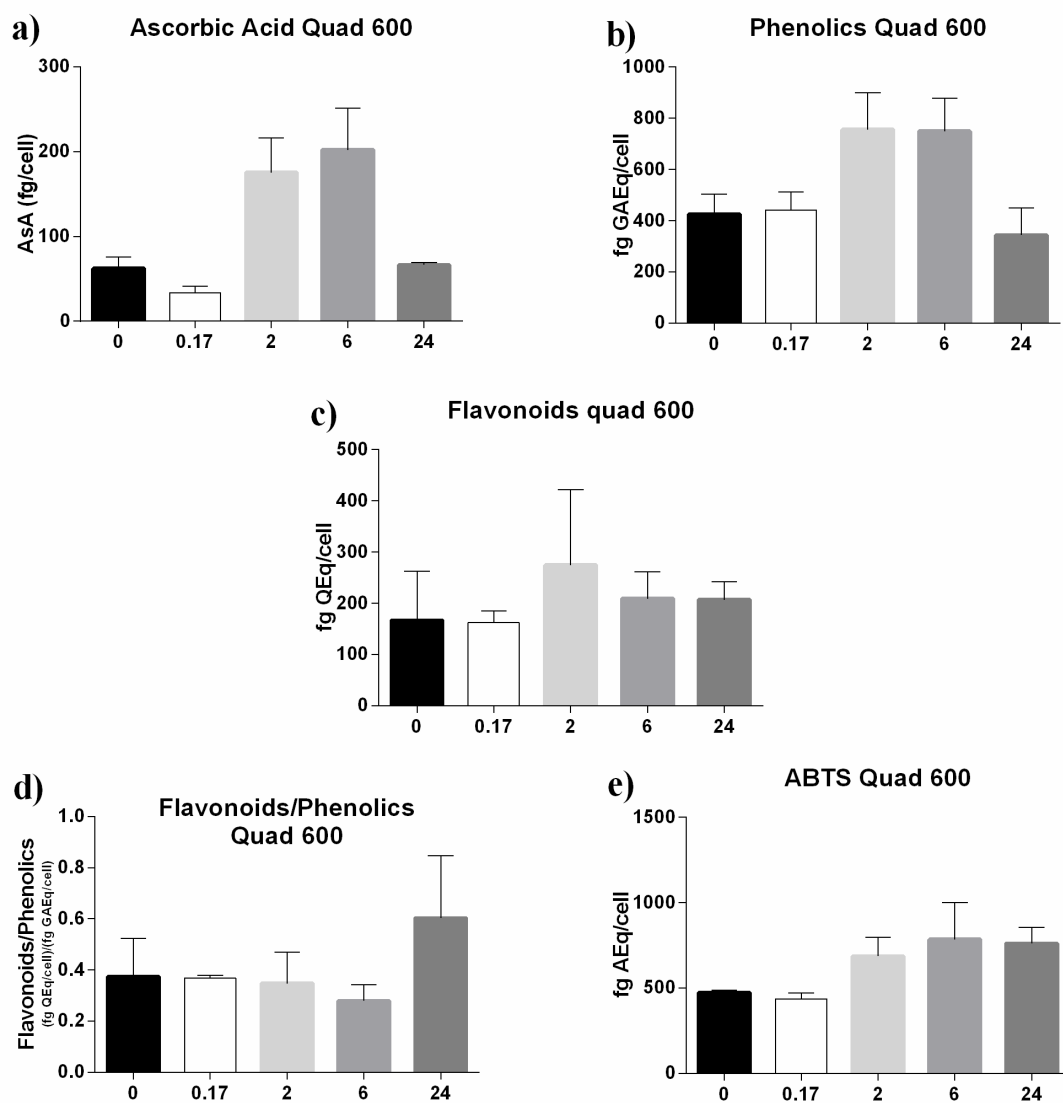 a)
Ascorbic Acid Quad 600
AsA (fg/cell)
300
200
100
0
0 0.17 2 6 24
b)
Phenolics Quad 600
fg GAEq/cell
1000
800
600
400
200
0
0 0.17 2 6 24
c)
Flavonoids quad 600
fg QEq/cell
500
400
300
200
100
0
0 0.17 2 6 24
d)
Flavonoids/Phenolics
Quad 600
Flavonoids/Phenolics
(fg QEq/cell)/(fg GAEq/cell)
1.0
0.8
0.6
0.4
0.2
0.0
0 0.17 2 6 24
e)
ABTS Quad 600
fg AEq/cell
1500
1000
500
0
0 0.17 2 6 24